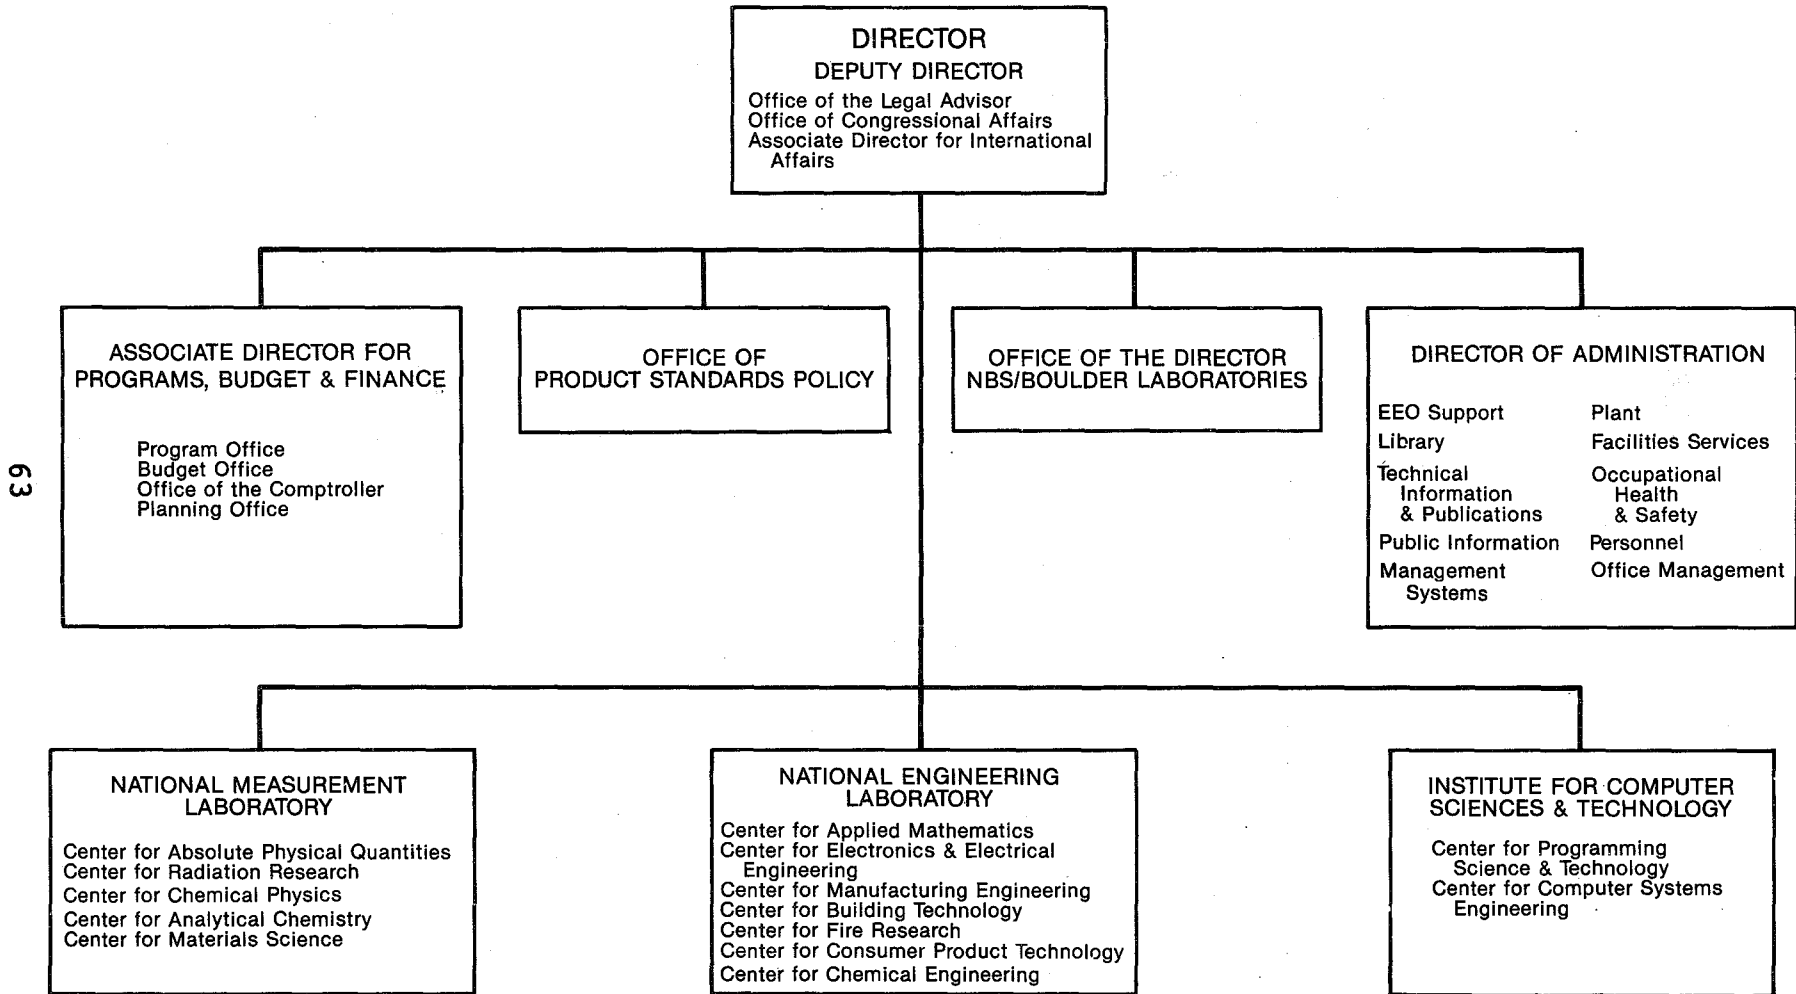 DIRECTOR
DEPUTY DIRECTOR
Office of the Legal Advisor
Office of Congressional Affairs
Associate Director for International
Affairs
ASSOCIATE DIRECTOR FOR
PROGRAMS, BUDGET & FINANCE
Program Office
Budget Office
Office of the Comptroller
Planning Office
OFFICE OF
PRODUCT STANDARDS POLICY
OFFICE OF THE DIRECTOR
NBS/BOULDER LABORATORIES
DIRECTOR OF ADMINISTRATION
EEO Support
Library
Technical
Information
& Publications
Public Information
Management
Systems
Plant
Facilities Services
Occupational
Health
& Safety
Personnel
Office Management
63
NATIONAL MEASUREMENT
LABORATORY
Center for Absolute Physical Quantities
Center for Radiation Research
Center for Chemical Physics
Center for Analytical Chemistry
Center for Materials Science
NATIONAL ENGINEERING
LABORATORY
Center for Applied Mathematics
Center for Electronics & Electrical
Engineering
Center for Manufacturing Engineering
Center for Building Technology
Center for Fire Research
Center for Consumer Product Technology
Center for Chemical Engineering
INSTITUTE FOR COMPUTER
SCIENCES & TECHNOLOGY
Center for Programming
Science & Technology
Center for Computer Systems
Engineering